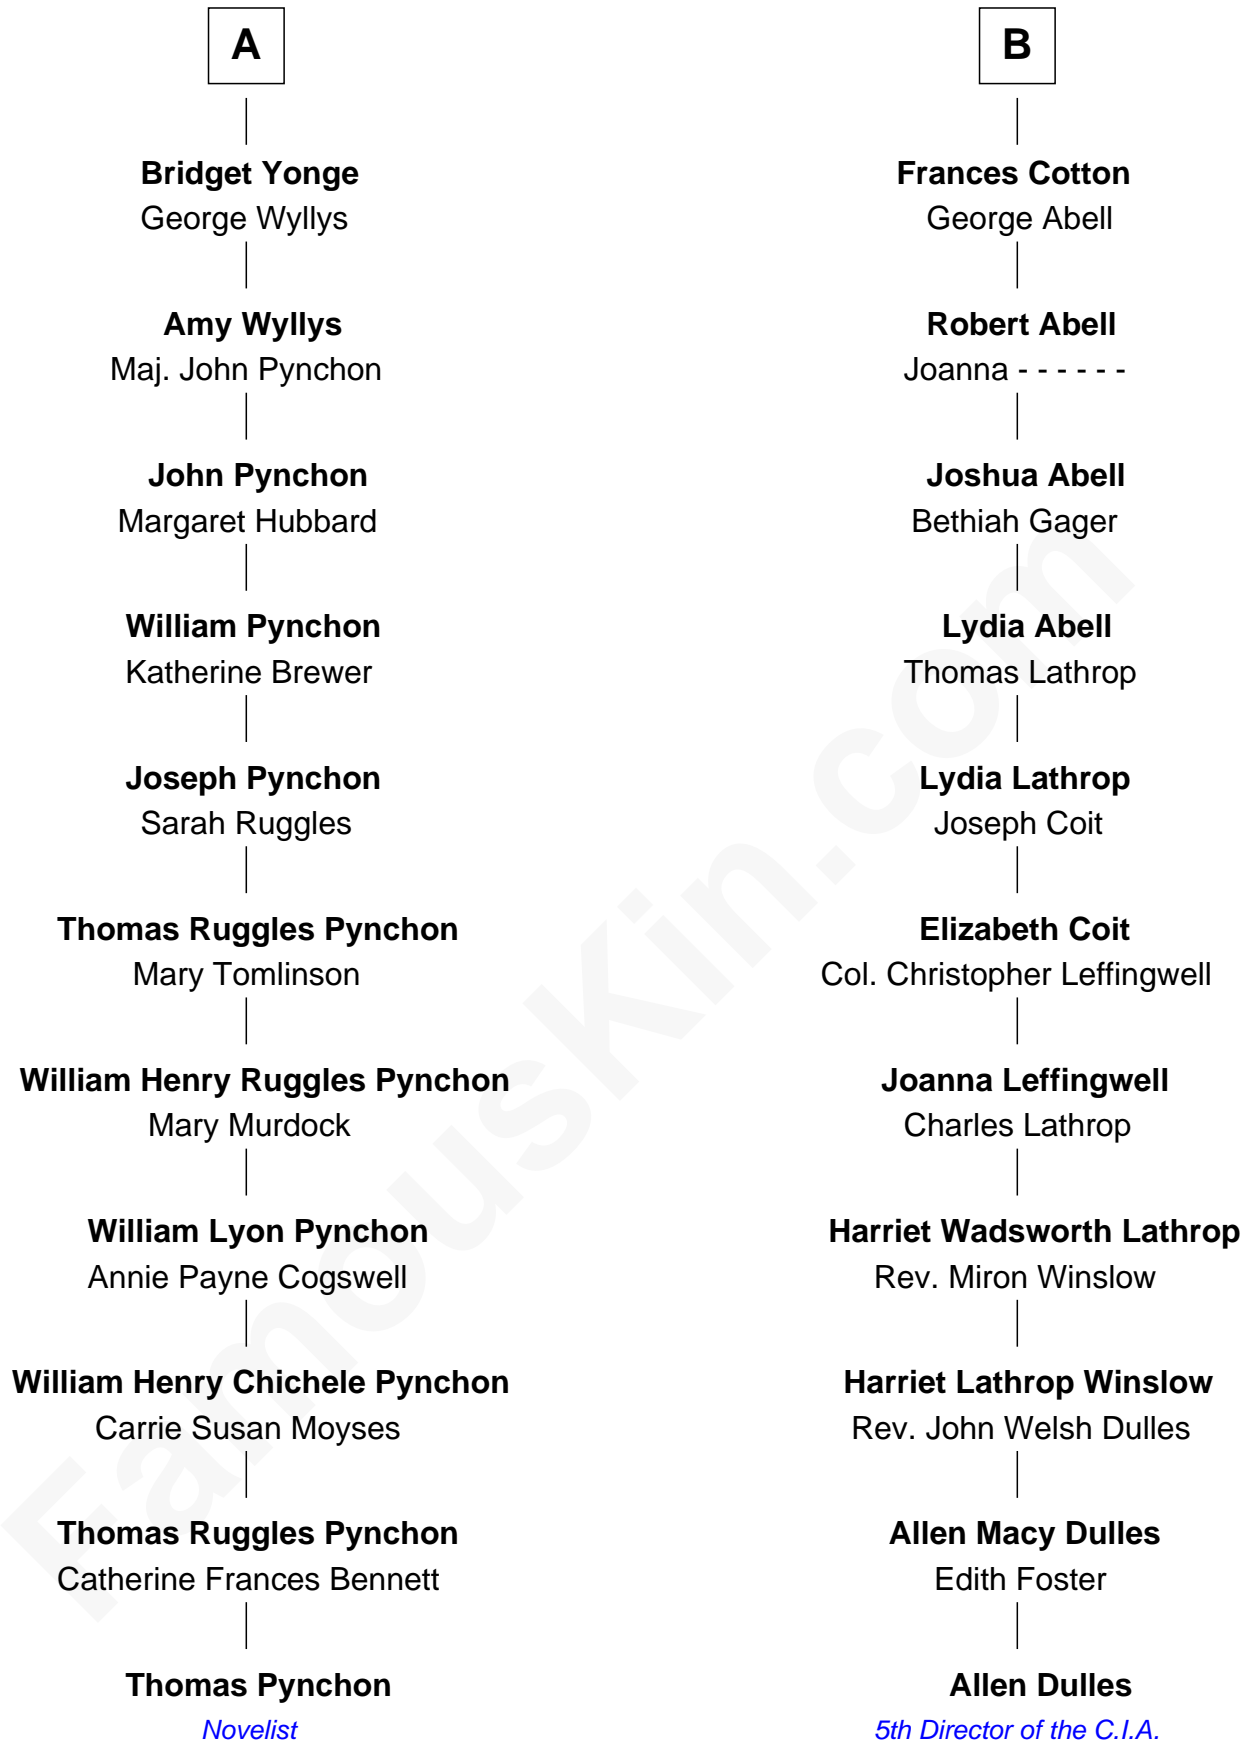 A
Bridget Yonge
George Wyllys
Amy Wyllys
Maj. John Pynchon
John Pynchon
Margaret Hubbard
William Pynchon
Katherine Brewer
Joseph Pynchon
Sarah Ruggles
Thomas Ruggles Pynchon
Mary Tomlinson
William Henry Ruggles Pynchon
Mary Murdock
William Lyon Pynchon
Annie Payne Cogswell
William Henry Chichele Pynchon
Carrie Susan Moyses
Thomas Ruggles Pynchon
Catherine Frances Bennett
Thomas Pynchon
Novelist
B
Frances Cotton
George Abell
Robert Abell
Joanna - - - - - -
Joshua Abell
Bethiah Gager
Lydia Abell
Thomas Lathrop
Lydia Lathrop
Joseph Coit
Elizabeth Coit
Col. Christopher Leffingwell
Joanna Leffingwell
Charles Lathrop
Harriet Wadsworth Lathrop
Rev. Miron Winslow
Harriet Lathrop Winslow
Rev. John Welsh Dulles
Allen Macy Dulles
Edith Foster
Allen Dulles
5th Director of the C.I.A.
FamousKin.com